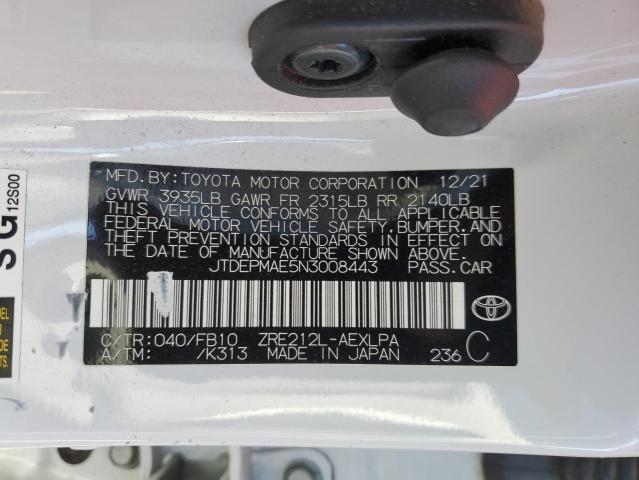 MFD. BY: TOYOTA MOTOR CORPORATION 12/21
GVWR 3935LB GAWR FR 2315LB RR 2140LB
THIS VEHICLE CONFORMS TO ALL APPLICABLE
FEDERAL MOTOR VEHICLE SAFETY, BUMPER, AND
THEFT PREVENTION STANDARDS IN EFFECT ON
THE DATE OF MANUFACTURE SHOWN ABOVE.
JTDEPMAE5N3008443 PASS.CAR
C/TR:040/FB10 ZRE212L-AEXLPA
A/TM: /K313 MADE IN JAPAN 236 C
12S00